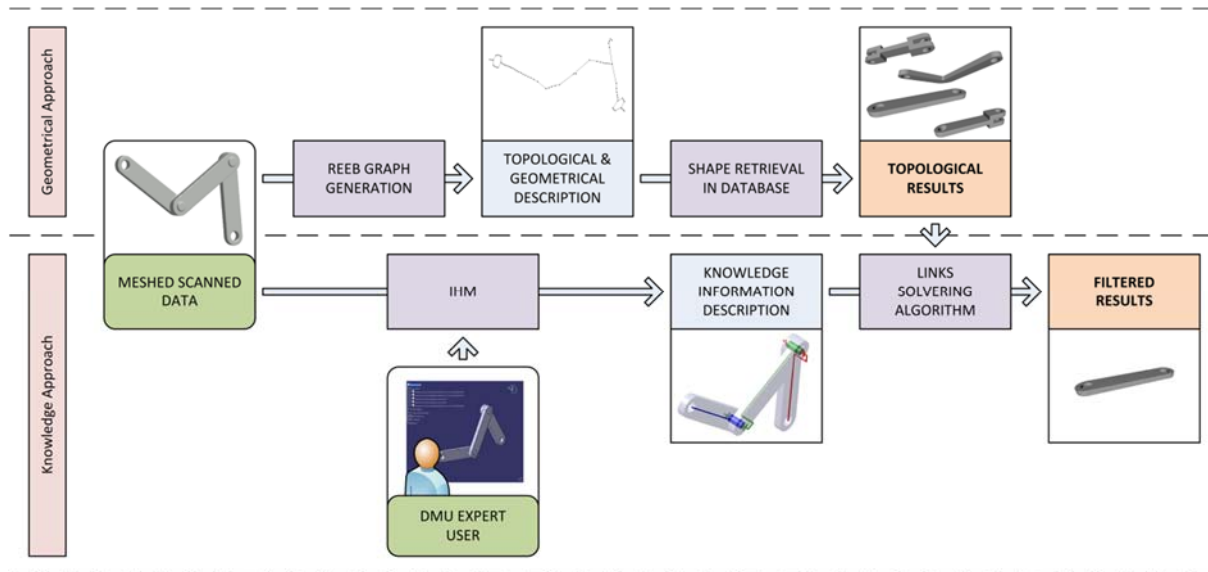 Geometrical Approach
REEB GRAPH
GENERATION
TOPOLOGICAL &
GEOMETRICAL
DESCRIPTION
SHAPE RETRIEVAL
IN DATABASE
TOPOLOGICAL
RESULTS
Knowledge Approach
MESHED SCANNED
DATA
IHM
KNOWLEDGE
INFORMATION
DESCRIPTION
LINKS
SOLVERING
ALGORITHM
FILTERED
RESULTS
DMU EXPERT
USER